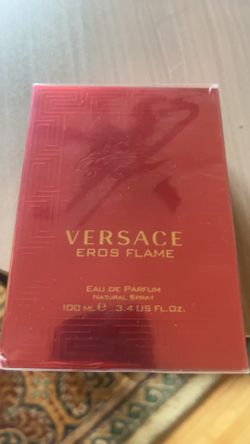 VERSACE
EROS FLAME
EAU DE PARFUM
NATURAL SPRAY
100 ML ℮ 3.4 US FL.OZ.